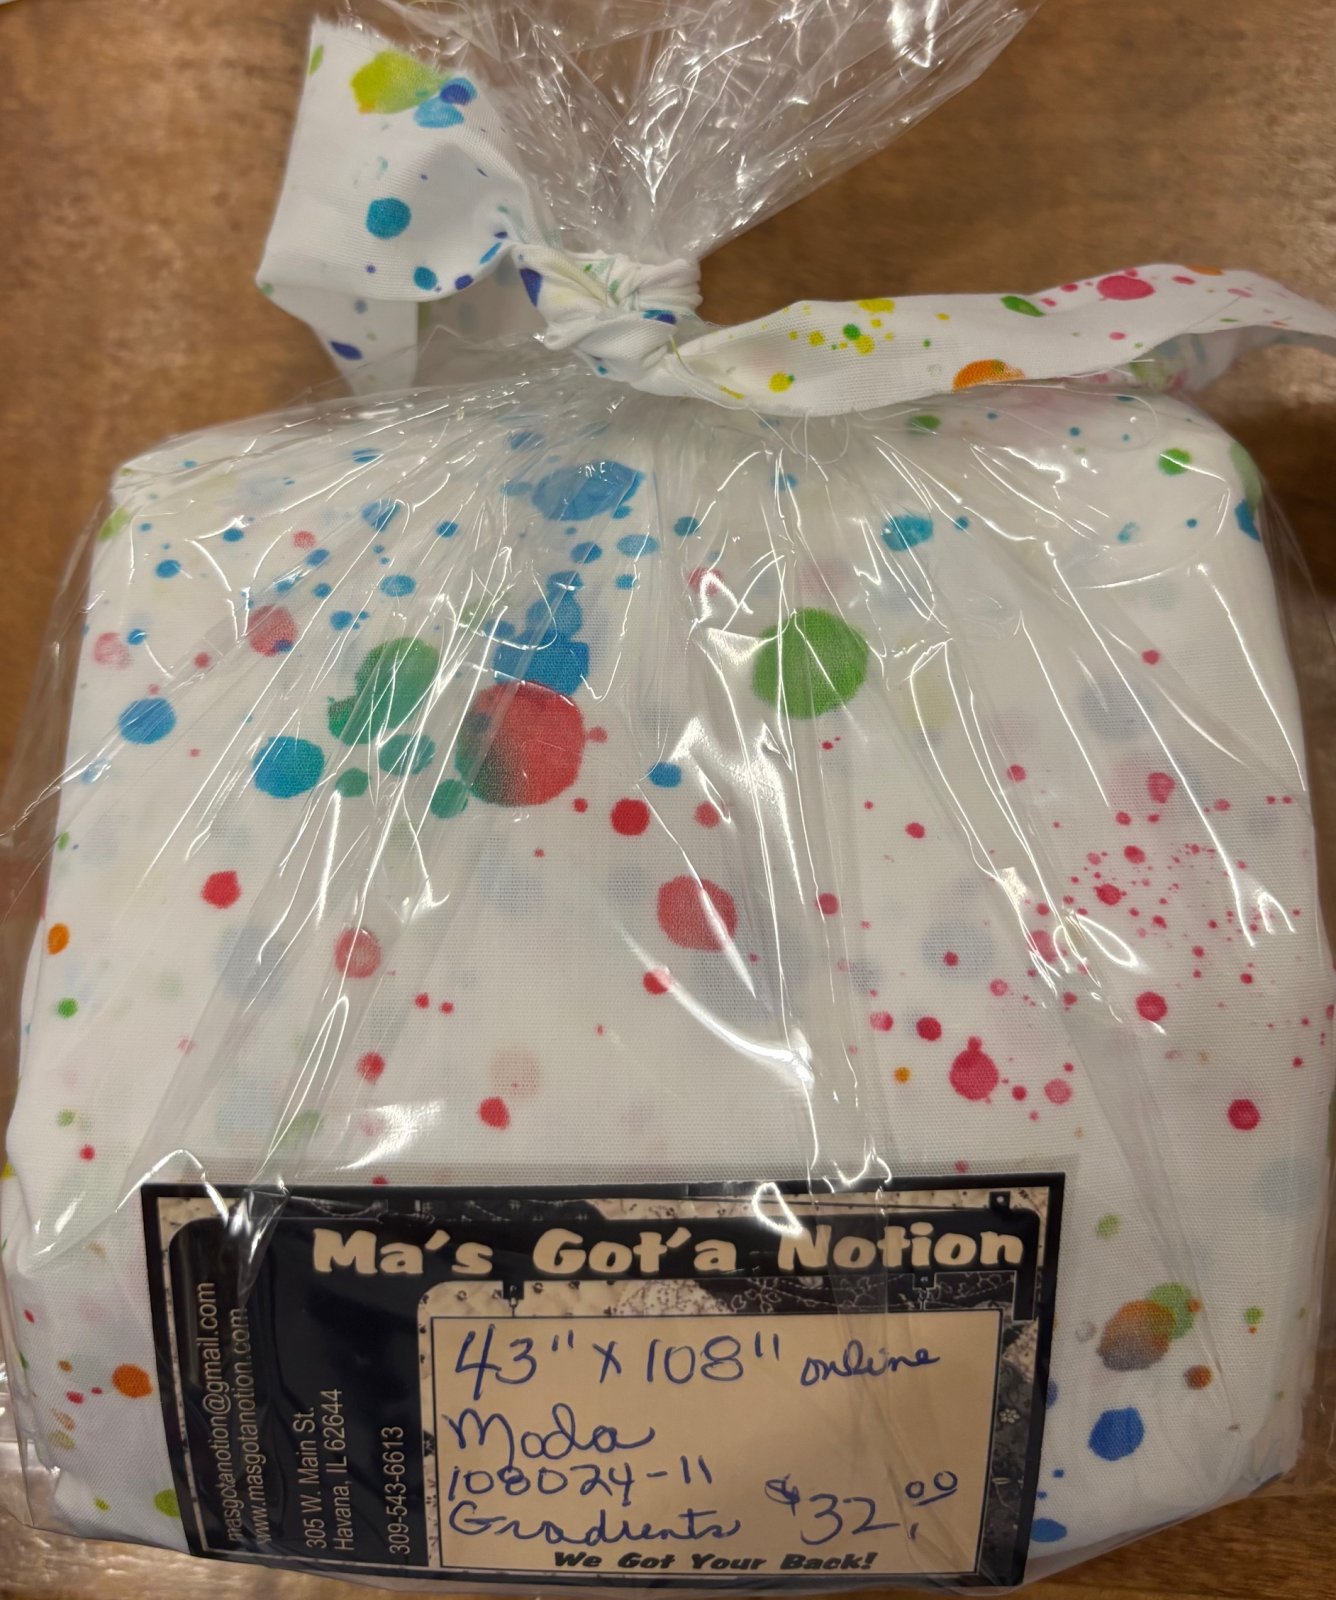 Ma's Got'a Notion
43" x 108" online
Moda
108024-11
Gradients $32.00
We Got Your Back!
masgotanotion@gmail.com
www.masgotanotion.com
305 W. Main St.
Havana, IL 62644
309-543-6613